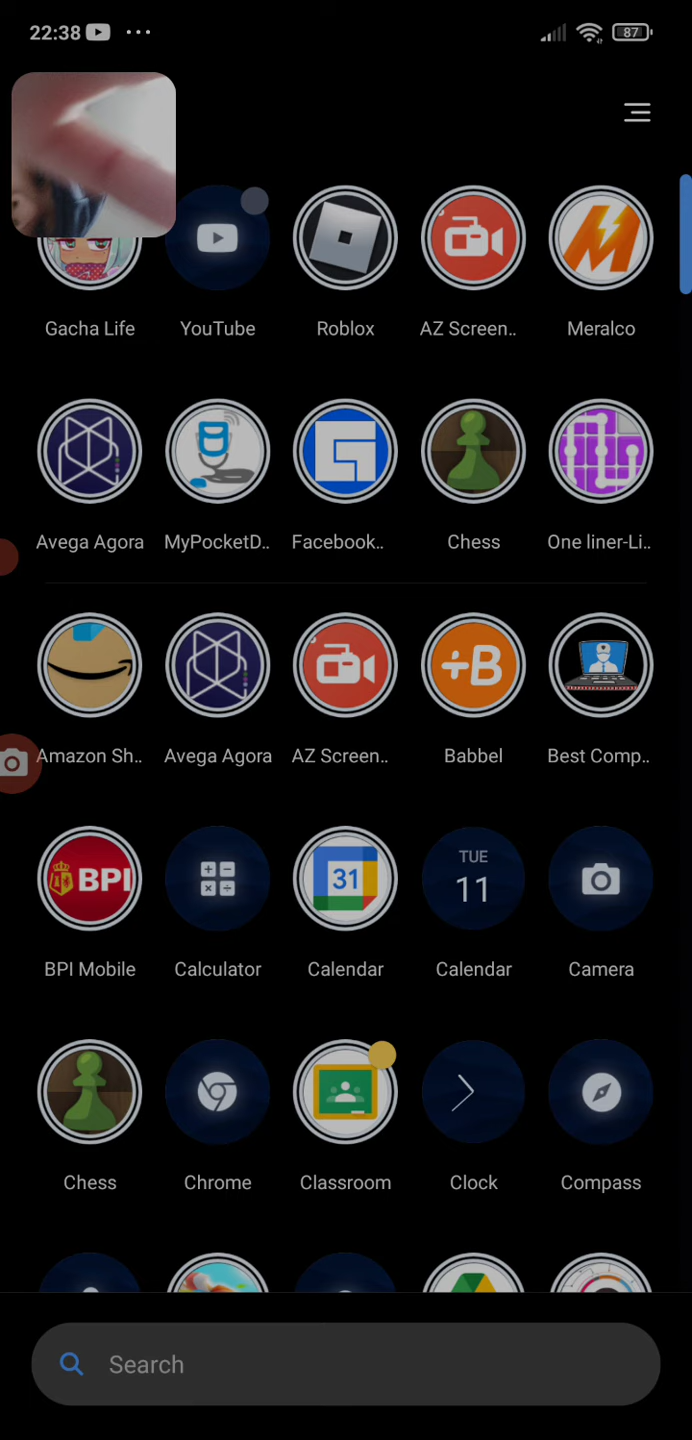 22:38 87
Gacha Life YouTube Roblox AZ Screen.. Meralco
Avega Agora MyPocketD.. Facebook.. Chess One liner-Li..
+B
Amazon Sh.. Avega Agora AZ Screen.. Babbel Best Comp..
BPI 31 TUE 11
BPI Mobile Calculator Calendar Calendar Camera
Chess Chrome Classroom Clock Compass
Search